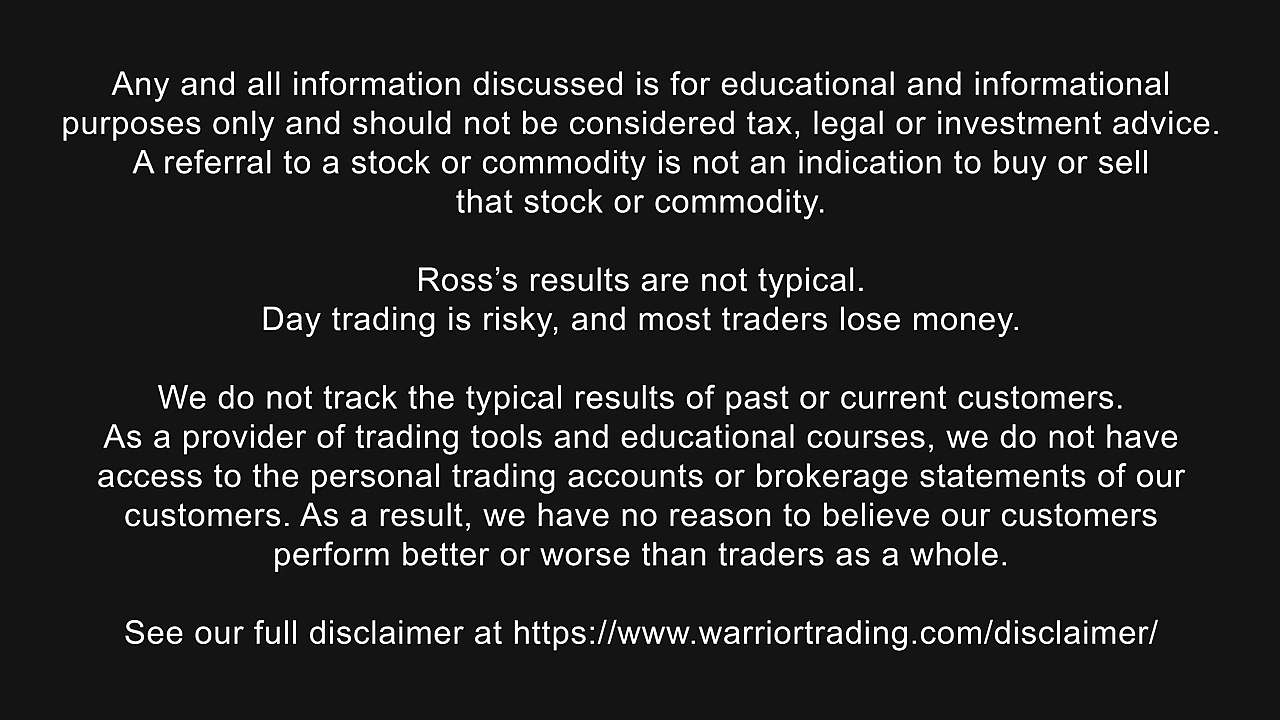 Any and all information discussed is for educational and informational
purposes only and should not be considered tax, legal or investment advice.
A referral to a stock or commodity is not an indication to buy or sell
that stock or commodity.
Ross’s results are not typical.
Day trading is risky, and most traders lose money.
We do not track the typical results of past or current customers.
As a provider of trading tools and educational courses, we do not have
access to the personal trading accounts or brokerage statements of our
customers. As a result, we have no reason to believe our customers
perform better or worse than traders as a whole.
See our full disclaimer at https://www.warriortrading.com/disclaimer/